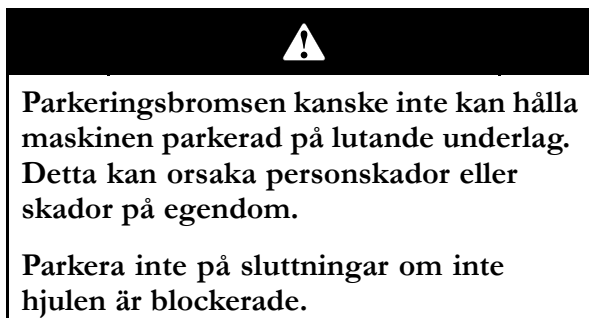 Parkeringsbromsen kanske inte kan hålla
maskinen parkerad på lutande underlag.
Detta kan orsaka personskador eller
skador på egendom.
Parkera inte på sluttningar om inte
hjulen är blockerade.